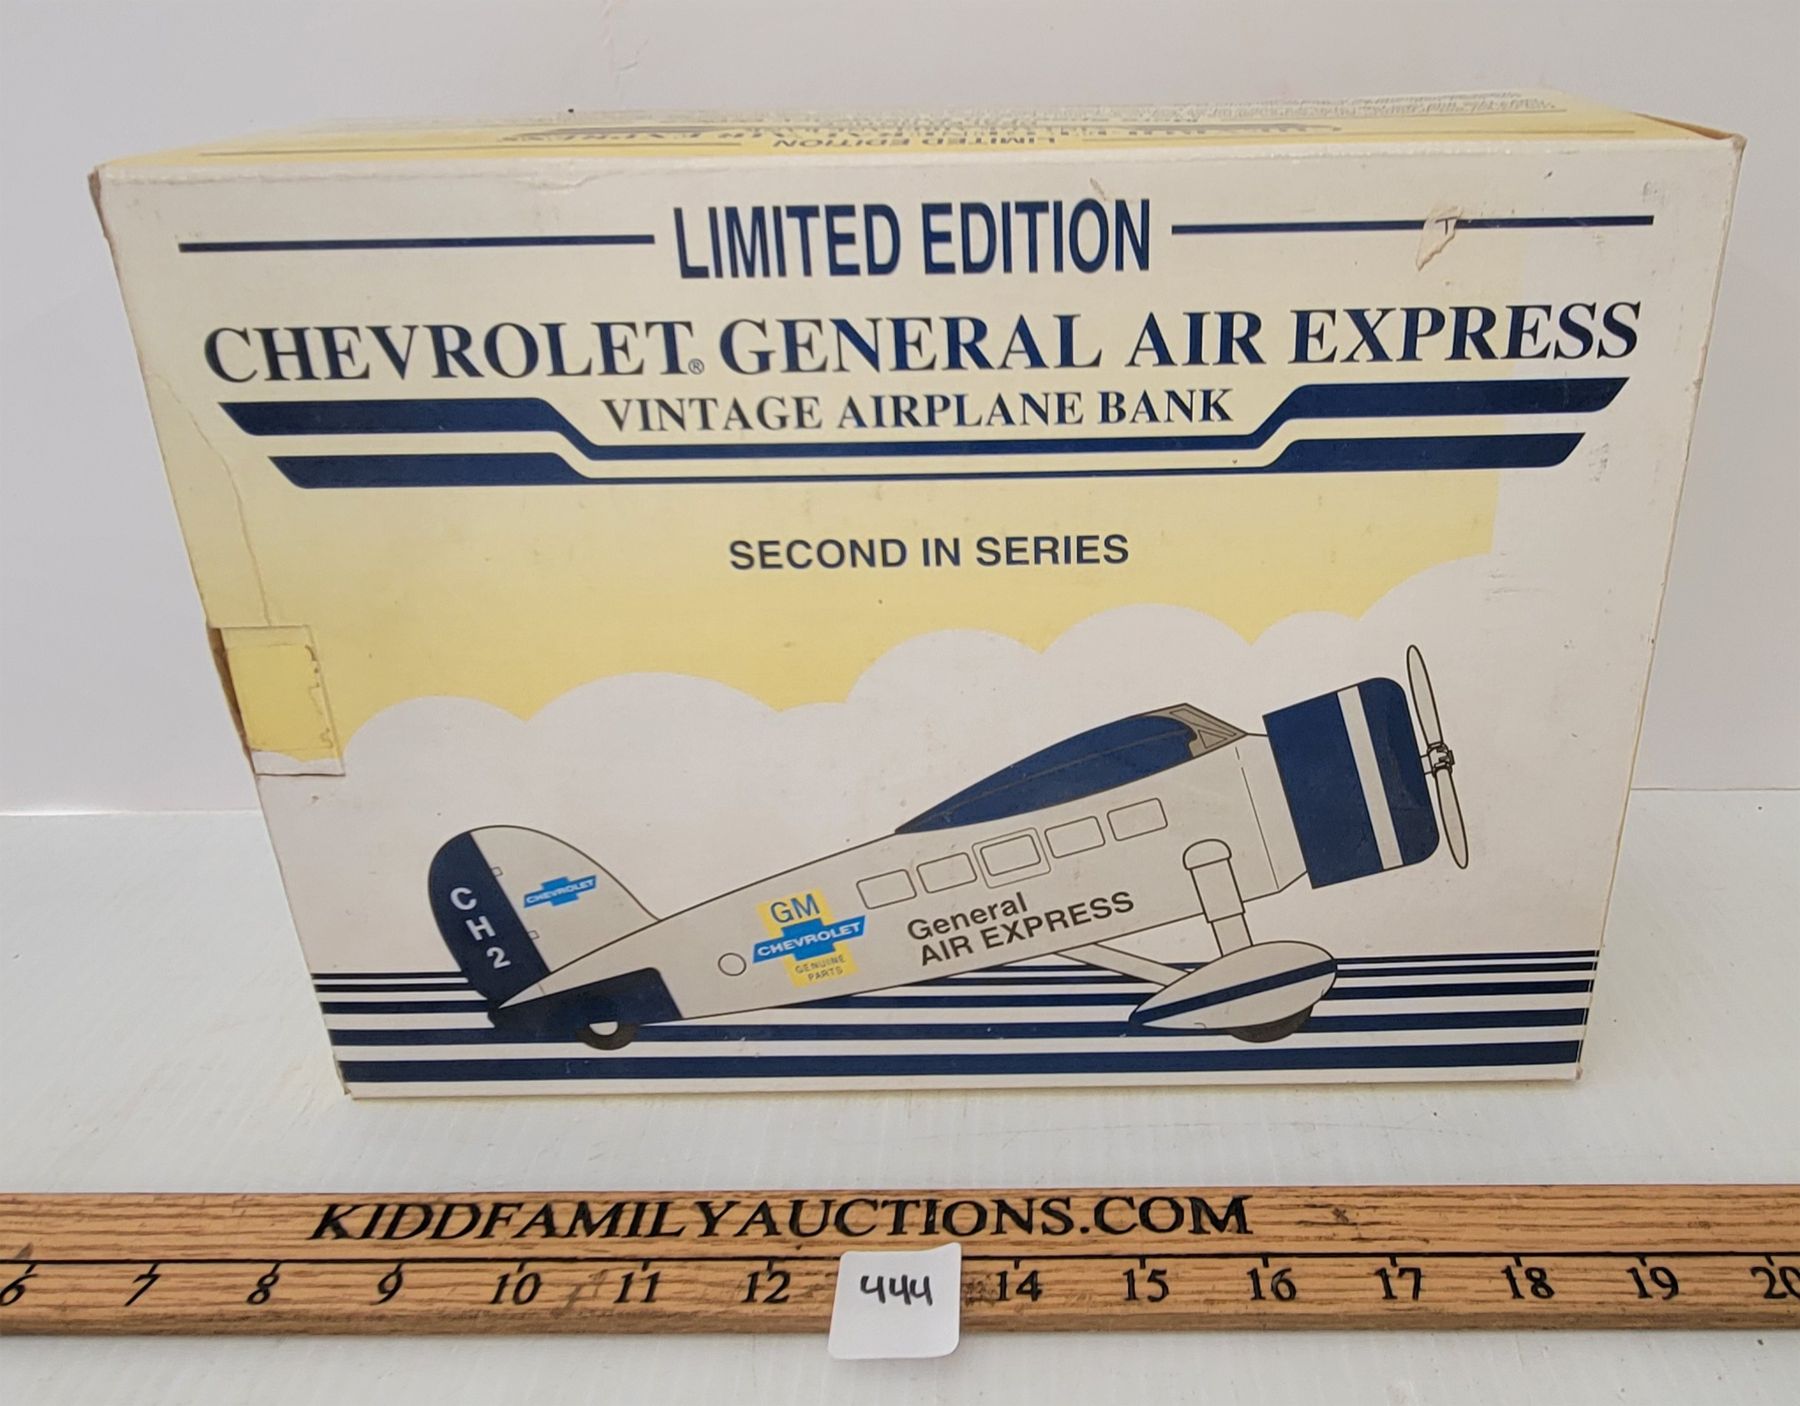 LIMITED EDITION
LIMITED EDITION
CHEVROLET® GENERAL AIR EXPRESS
VINTAGE AIRPLANE BANK
SECOND IN SERIES
CH2
CHEVROLET
GM
CHEVROLET
GENUINE
PARTS
General
AIR EXPRESS
KIDDFAMILYAUCTIONS.COM
6 7 8 9 10 11 12 14 15 16 17 18 19 20
444